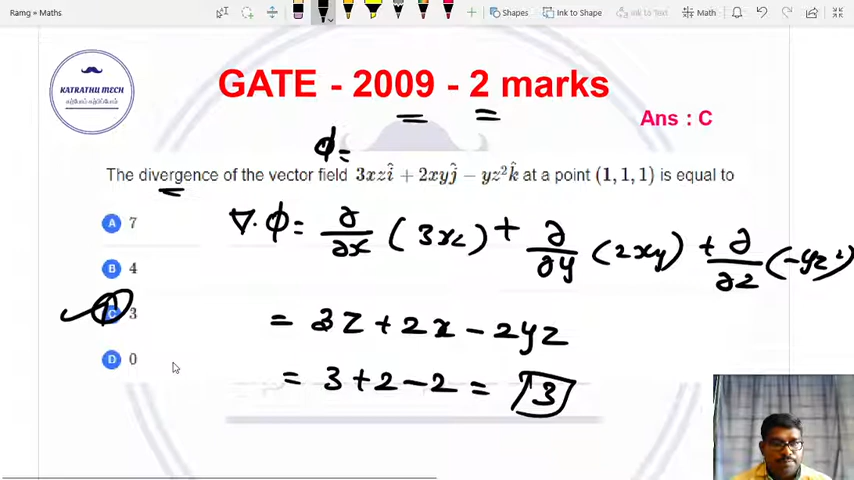 Ramg » Maths
Shapes
Ink to Shape
Ink to Text
Math
KATRATHU MECH
கற்போம் கற்பிப்போம்
GATE - 2009 - 2 marks
Ans : C
ϕ =
The divergence of the vector field 3xzî + 2xyĵ − yz²k̂ at a point (1, 1, 1) is equal to
A 7
∇·ϕ = ∂/∂x (3xz) + ∂/∂y (2xy) + ∂/∂z (-yz²)
B 4
C 3
= 3z + 2x - 2yz
D 0
= 3 + 2 - 2 = 3